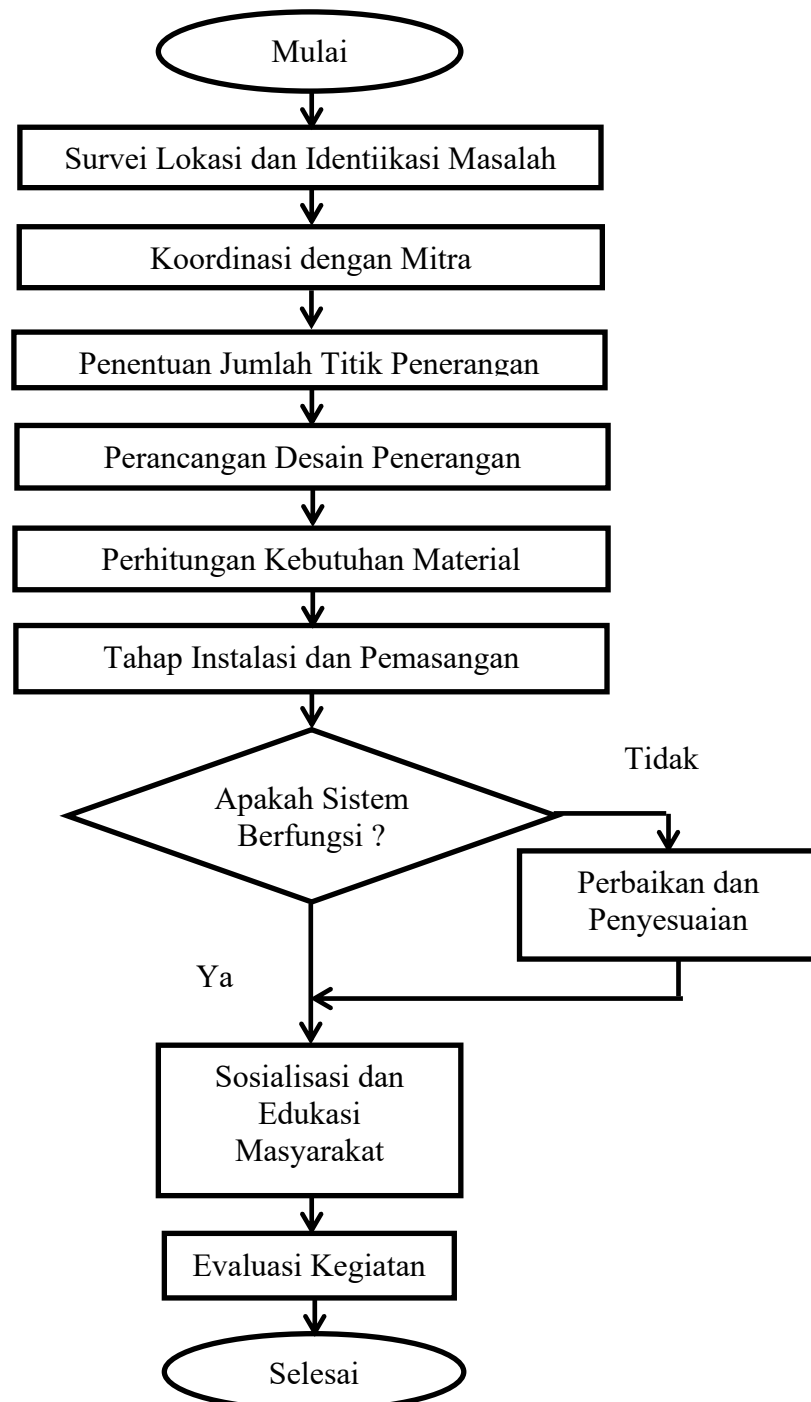 Mulai
Survei Lokasi dan Identiikasi Masalah
Koordinasi dengan Mitra
Penentuan Jumlah Titik Penerangan
Perancangan Desain Penerangan
Perhitungan Kebutuhan Material
Tahap Instalasi dan Pemasangan
Tidak
Apakah Sistem
Berfungsi ?
Perbaikan dan
Penyesuaian
Ya
Sosialisasi dan
Edukasi
Masyarakat
Evaluasi Kegiatan
Selesai